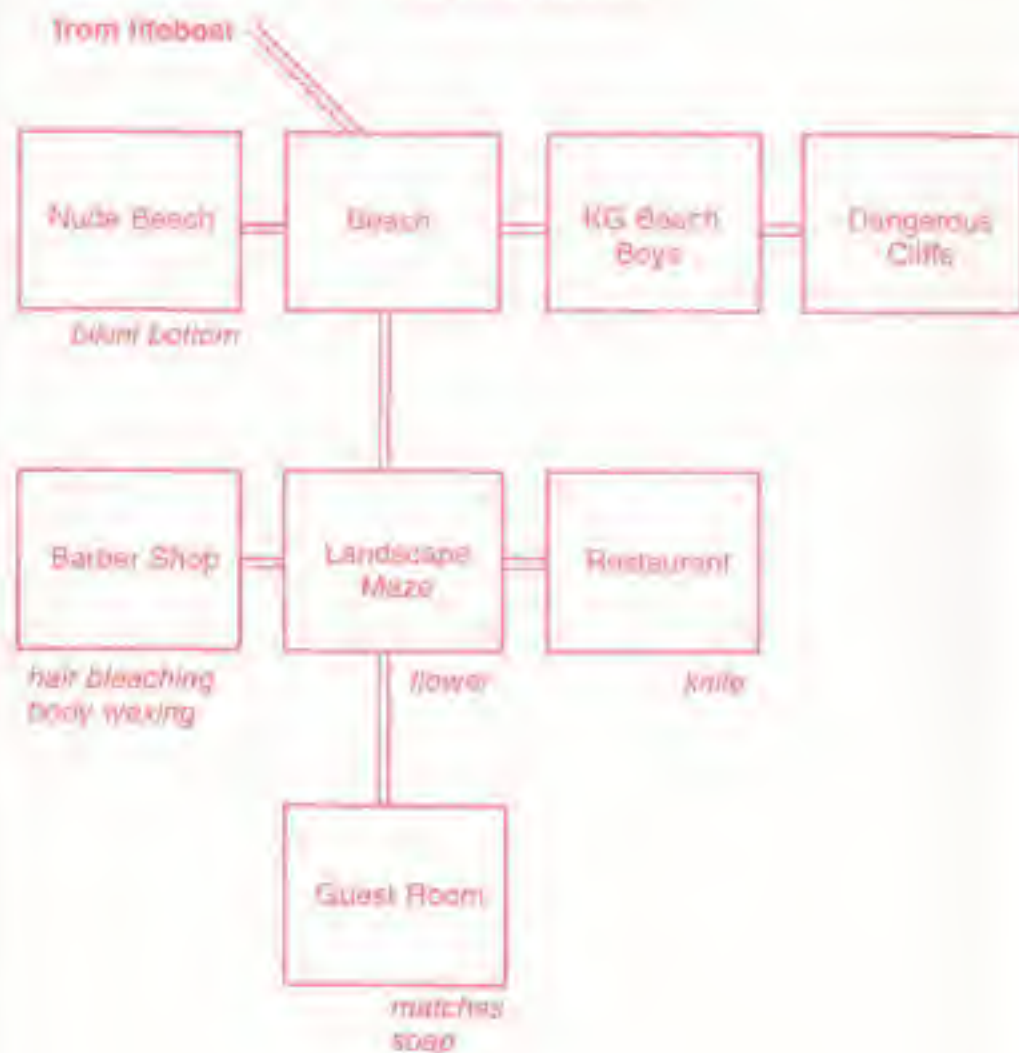 from lifeboat
Nude Beach
Beach
KG Beach
Boys
Dangerous
Cliffs
bikini bottom
Barber Shop
Landscape
Maze
Restaurant
hair bleaching
body waxing
flower
knife
Guest Room
matches
soap